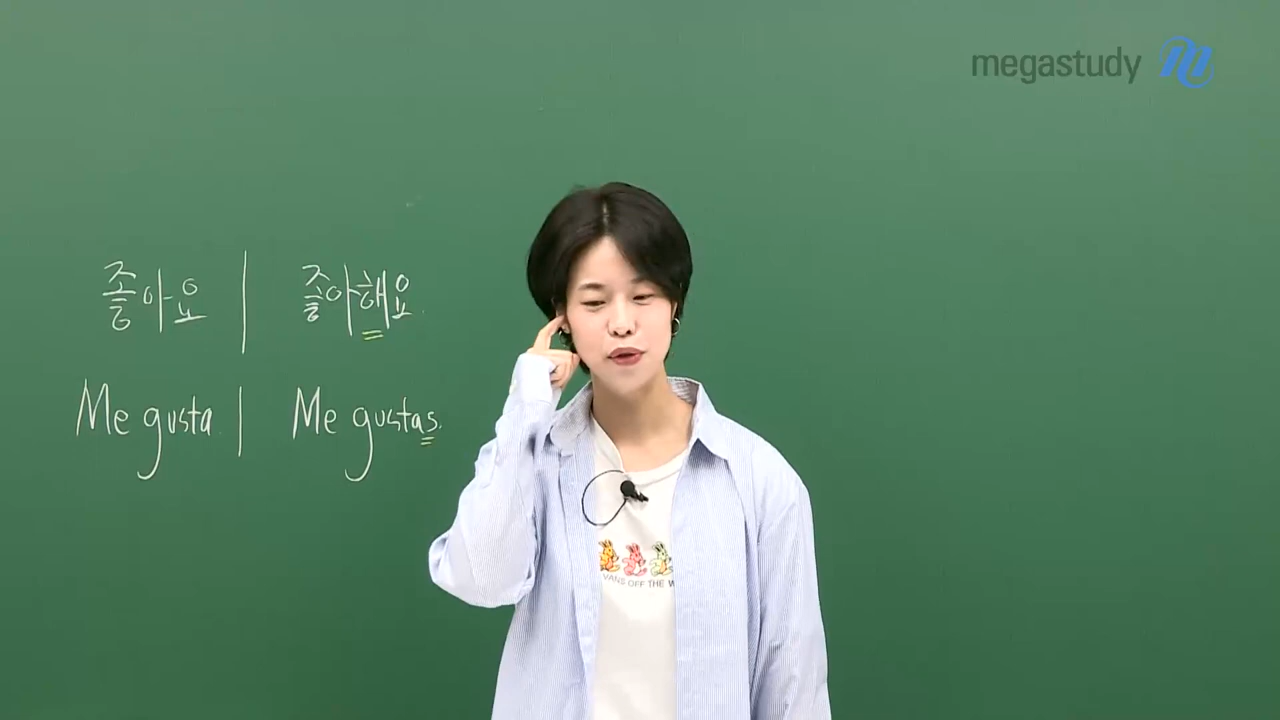 megastudy
좋아요 | 좋아해요.
Me gusta | Me gustas.
VANS OFF THE W